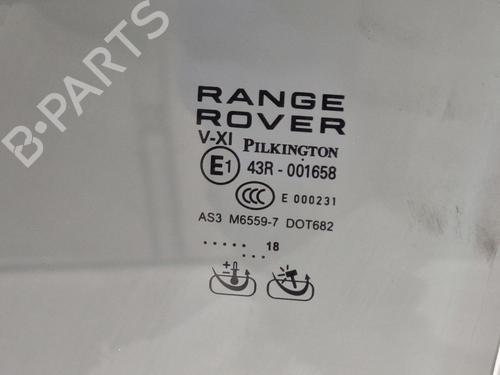 B-PARTS
RANGE
ROVER
V-XI PILKINGTON
E1 43R - 001658
CCC E 000231
AS3 M6559-7 DOT682
...... 18
......